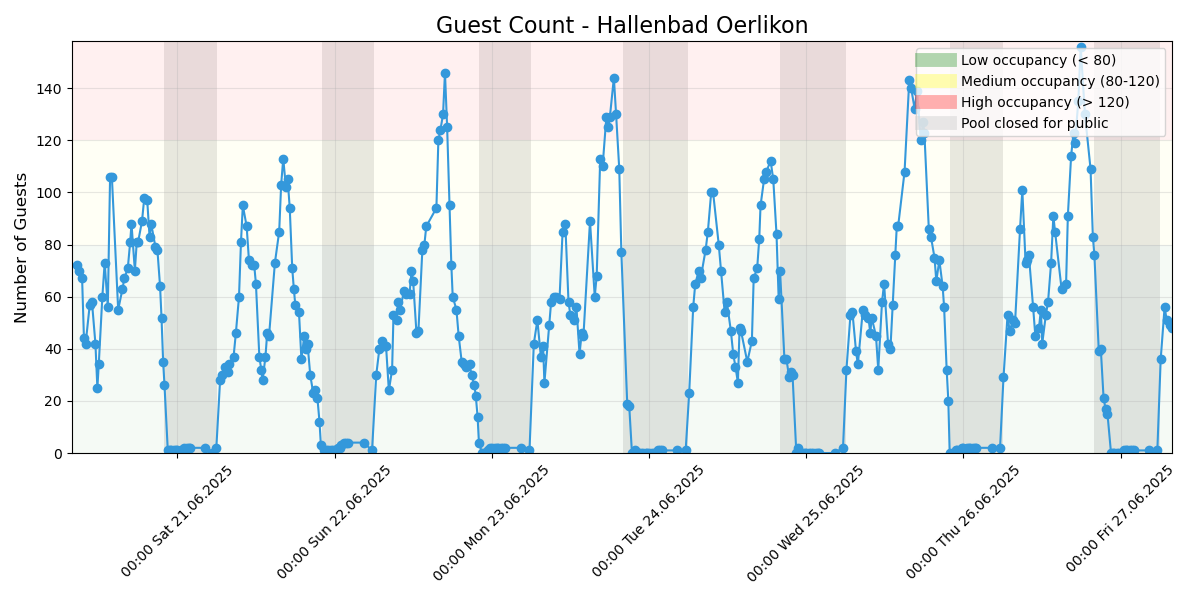 Guest Count - Hallenbad Oerlikon
Number of Guests
140
120
100
80
60
40
20
0
Low occupancy (< 80)
Medium occupancy (80-120)
High occupancy (> 120)
Pool closed for public
00:00 Sat 21.06.2025
00:00 Sun 22.06.2025
00:00 Mon 23.06.2025
00:00 Tue 24.06.2025
00:00 Wed 25.06.2025
00:00 Thu 26.06.2025
00:00 Fri 27.06.2025